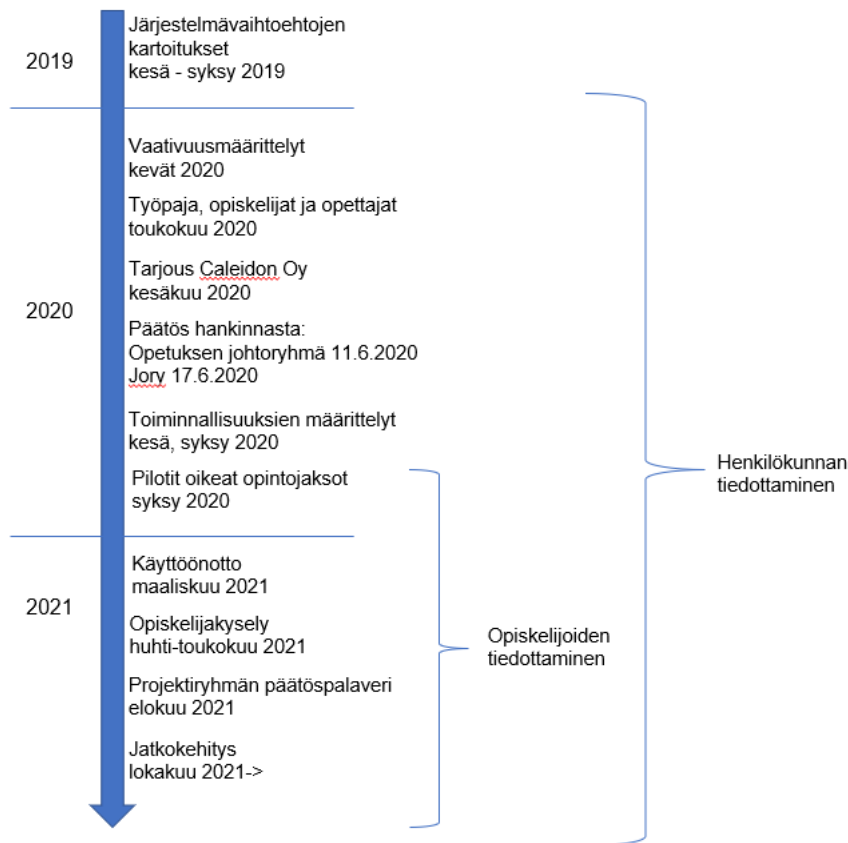 2019
Järjestelmävaihtoehtojen
kartoitukset
kesä - syksy 2019
2020
Vaativuusmäärittelyt
kevät 2020
Työpaja, opiskelijat ja opettajat
toukokuu 2020
Tarjous Caleidon Oy
kesäkuu 2020
Päätös hankinnasta:
Opetuksen johtoryhmä 11.6.2020
Jory 17.6.2020
Toiminnallisuuksien määrittelyt
kesä, syksy 2020
Pilotit oikeat opintojaksot
syksy 2020
2021
Käyttöönotto
maaliskuu 2021
Opiskelijakysely
huhti-toukokuu 2021
Projektiryhmän päätöspalaveri
elokuu 2021
Jatkokehitys
lokakuu 2021->
Opiskelijoiden
tiedottaminen
Henkilökunnan
tiedottaminen